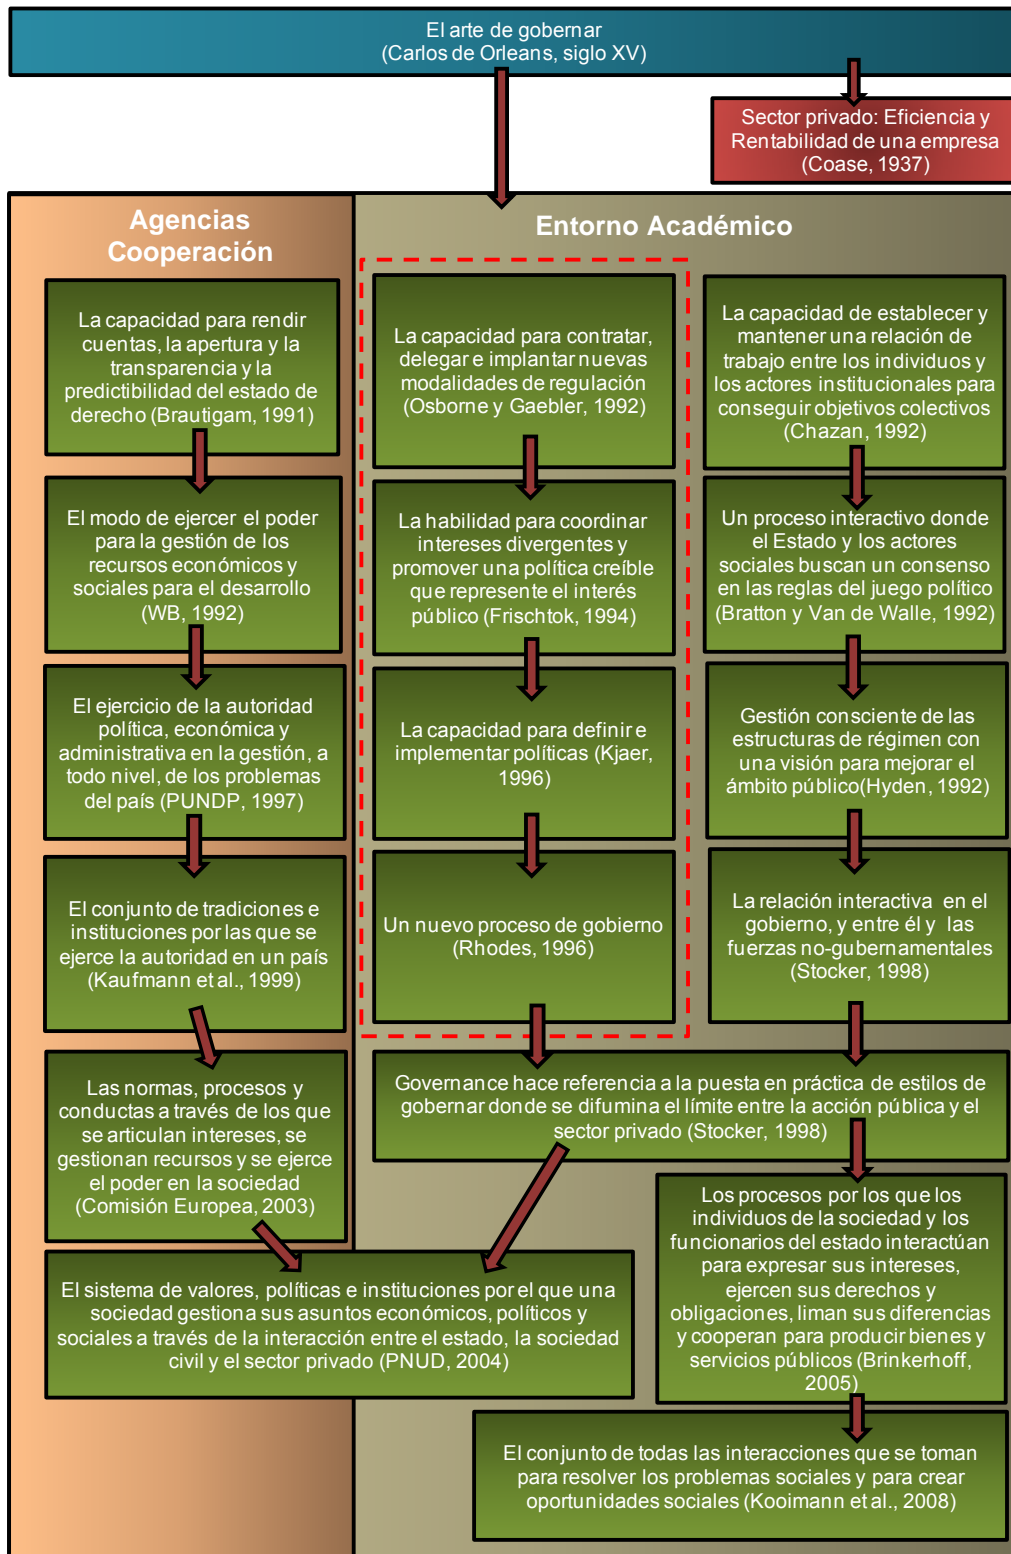 El arte de gobernar
(Carlos de Orleans, siglo XV)
Sector privado: Eficiencia y
Rentabilidad de una empresa
(Coase, 1937)
Agencias
Cooperación
Entorno Académico
La capacidad para rendir
cuentas, la apertura y la
transparencia y la
predictibilidad del estado de
derecho (Brautigam, 1991)
El modo de ejercer el poder
para la gestión de los
recursos económicos y
sociales para el desarrollo
(WB, 1992)
El ejercicio de la autoridad
política, económica y
administrativa en la gestión, a
todo nivel, de los problemas
del país (PUNDP, 1997)
El conjunto de tradiciones e
instituciones por las que se
ejerce la autoridad en un país
(Kaufmann et al., 1999)
Las normas, procesos y
conductas a través de los que
se articulan intereses, se
gestionan recursos y se ejerce
el poder en la sociedad
(Comisión Europea, 2003)
La capacidad para contratar,
delegar e implantar nuevas
modalidades de regulación
(Osborne y Gaebler, 1992)
La habilidad para coordinar
intereses divergentes y
promover una política creíble
que represente el interés
público (Frischtok, 1994)
La capacidad para definir e
implementar políticas (Kjaer,
1996)
Un nuevo proceso de gobierno
(Rhodes, 1996)
La capacidad de establecer y
mantener una relación de
trabajo entre los individuos y
los actores institucionales para
conseguir objetivos colectivos
(Chazan, 1992)
Un proceso interactivo donde
el Estado y los actores
sociales buscan un consenso
en las reglas del juego político
(Bratton y Van de Walle, 1992)
Gestión consciente de las
estructuras de régimen con
una visión para mejorar el
ámbito público(Hyden, 1992)
La relación interactiva en el
gobierno, y entre él y las
fuerzas no-gubernamentales
(Stocker, 1998)
Governance hace referencia a la puesta en práctica de estilos de
gobernar donde se difumina el límite entre la acción pública y el
sector privado (Stocker, 1998)
El sistema de valores, políticas e instituciones por el que una
sociedad gestiona sus asuntos económicos, políticos y
sociales a través de la interacción entre el estado, la sociedad
civil y el sector privado (PNUD, 2004)
Los procesos por los que los
individuos de la sociedad y los
funcionarios del estado interactúan
para expresar sus intereses,
ejercen sus derechos y
obligaciones, liman sus diferencias
y cooperan para producir bienes y
servicios públicos (Brinkerhoff,
2005)
El conjunto de todas las interacciones que se toman
para resolver los problemas sociales y para crear
oportunidades sociales (Kooimann et al., 2008)